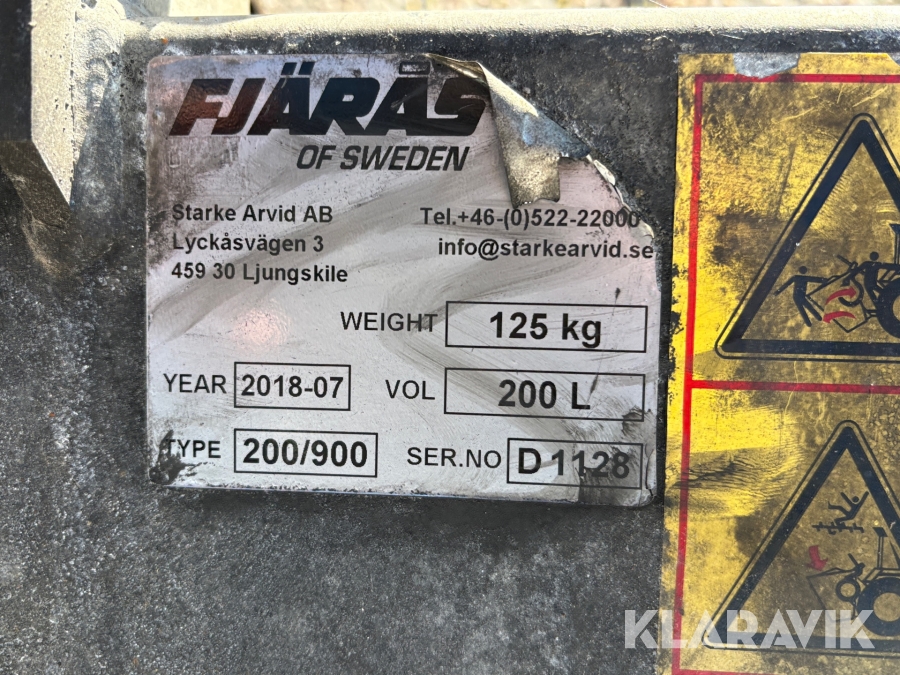 FJÄRÅS
OF SWEDEN
Starke Arvid AB
Lyckåsvägen 3
459 30 Ljungskile
Tel.+46-(0)522-22000
info@starkearvid.se
WEIGHT 125 kg
YEAR 2018-07 VOL 200 L
TYPE 200/900 SER.NO D 1128
KLARAVIK